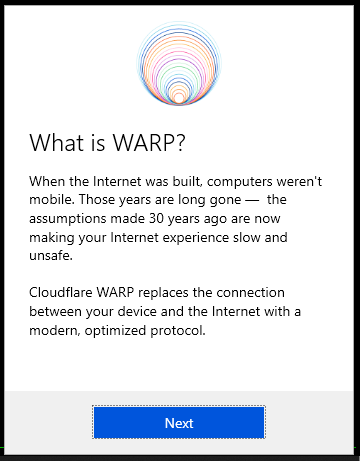 What is WARP?
When the Internet was built, computers weren't
mobile. Those years are long gone — the
assumptions made 30 years ago are now
making your Internet experience slow and
unsafe.
Cloudflare WARP replaces the connection
between your device and the Internet with a
modern, optimized protocol.
Next